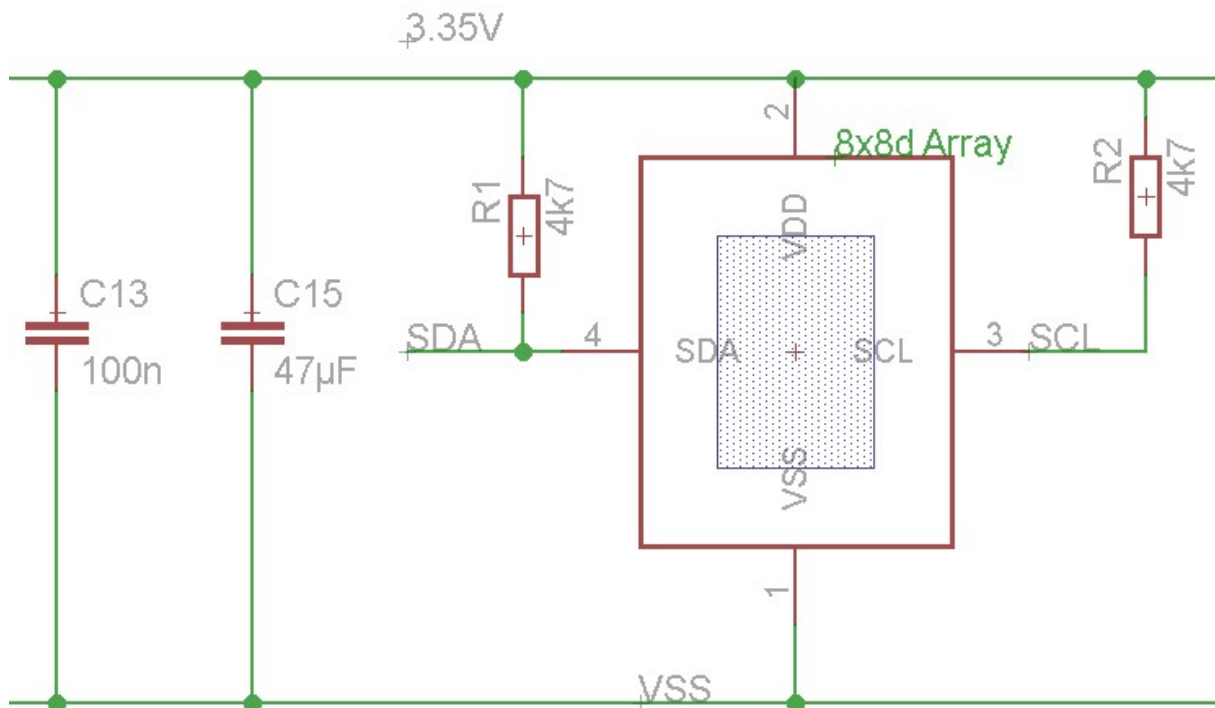 3.35V
2
8x8d Array
R1
4k7
R2
4k7
VDD
C13
100n
C15
47µF
SDA
4
SDA
SCL
3
SCL
VSS
1
VSS